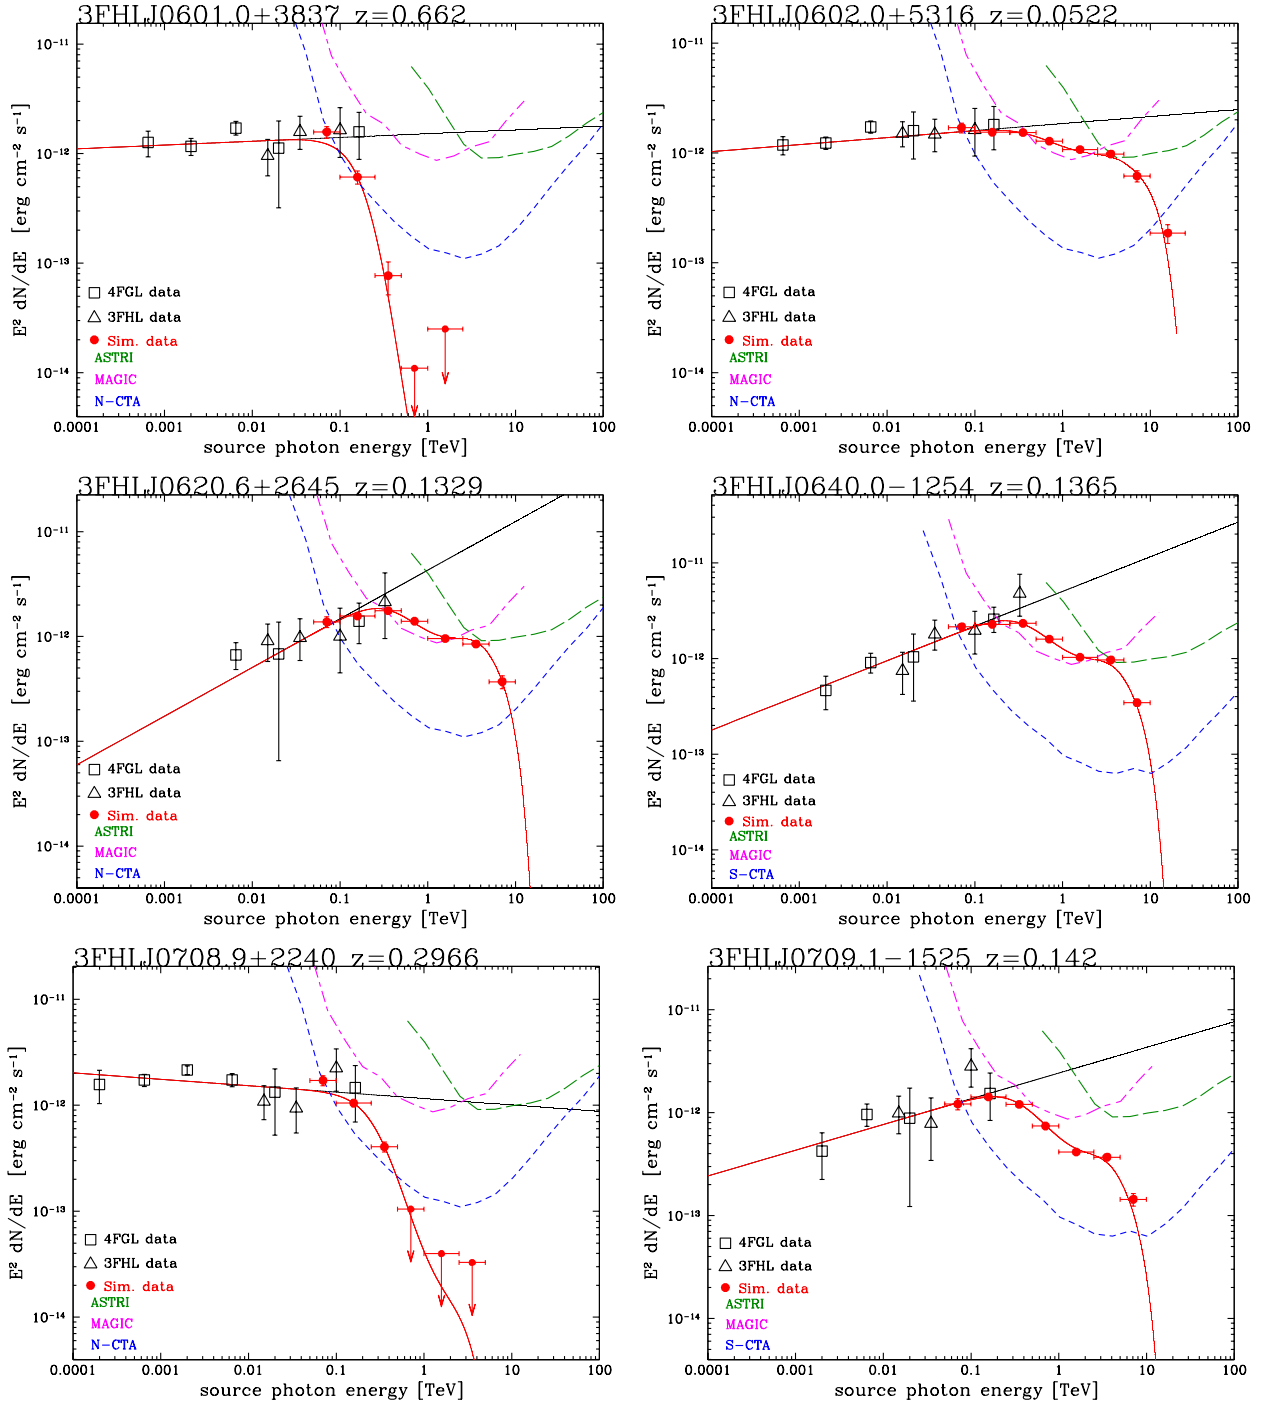 3FHLJ0601.0+3837 z=0.662
E² dN/dE [erg cm⁻² s⁻¹]
10⁻¹¹
10⁻¹²
10⁻¹³
10⁻¹⁴
4FGL data
3FHL data
Sim. data
ASTRI
MAGIC
N-CTA
0.0001 0.001 0.01 0.1 1 10 100
source photon energy [TeV]
3FHLJ0602.0+5316 z=0.0522
E² dN/dE [erg cm⁻² s⁻¹]
10⁻¹¹
10⁻¹²
10⁻¹³
10⁻¹⁴
4FGL data
3FHL data
Sim. data
ASTRI
MAGIC
N-CTA
0.0001 0.001 0.01 0.1 1 10 100
source photon energy [TeV]
3FHLJ0620.6+2645 z=0.1329
E² dN/dE [erg cm⁻² s⁻¹]
10⁻¹¹
10⁻¹²
10⁻¹³
10⁻¹⁴
4FGL data
3FHL data
Sim. data
ASTRI
MAGIC
N-CTA
0.0001 0.001 0.01 0.1 1 10 100
source photon energy [TeV]
3FHLJ0640.0-1254 z=0.1365
E² dN/dE [erg cm⁻² s⁻¹]
10⁻¹¹
10⁻¹²
10⁻¹³
10⁻¹⁴
4FGL data
3FHL data
Sim. data
ASTRI
MAGIC
S-CTA
0.0001 0.001 0.01 0.1 1 10 100
source photon energy [TeV]
3FHLJ0708.9+2240 z=0.2966
E² dN/dE [erg cm⁻² s⁻¹]
10⁻¹¹
10⁻¹²
10⁻¹³
10⁻¹⁴
4FGL data
3FHL data
Sim. data
ASTRI
MAGIC
N-CTA
0.0001 0.001 0.01 0.1 1 10 100
source photon energy [TeV]
3FHLJ0709.1-1525 z=0.142
E² dN/dE [erg cm⁻² s⁻¹]
10⁻¹¹
10⁻¹²
10⁻¹³
10⁻¹⁴
4FGL data
3FHL data
Sim. data
ASTRI
MAGIC
S-CTA
0.0001 0.001 0.01 0.1 1 10 100
source photon energy [TeV]